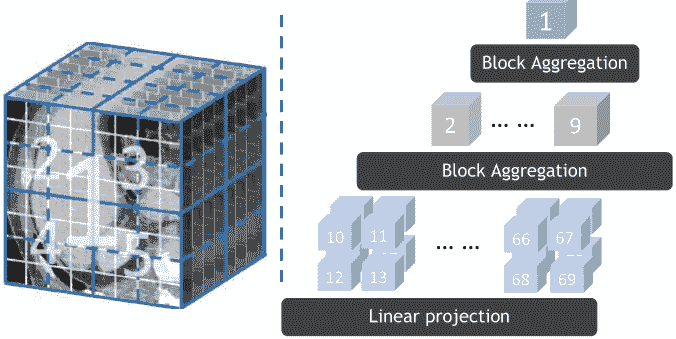 1
Block Aggregation
2 ... ... 9
Block Aggregation
2 1 3
4 5
10 11 ... ... 66 67
12 13 68 69
Linear projection